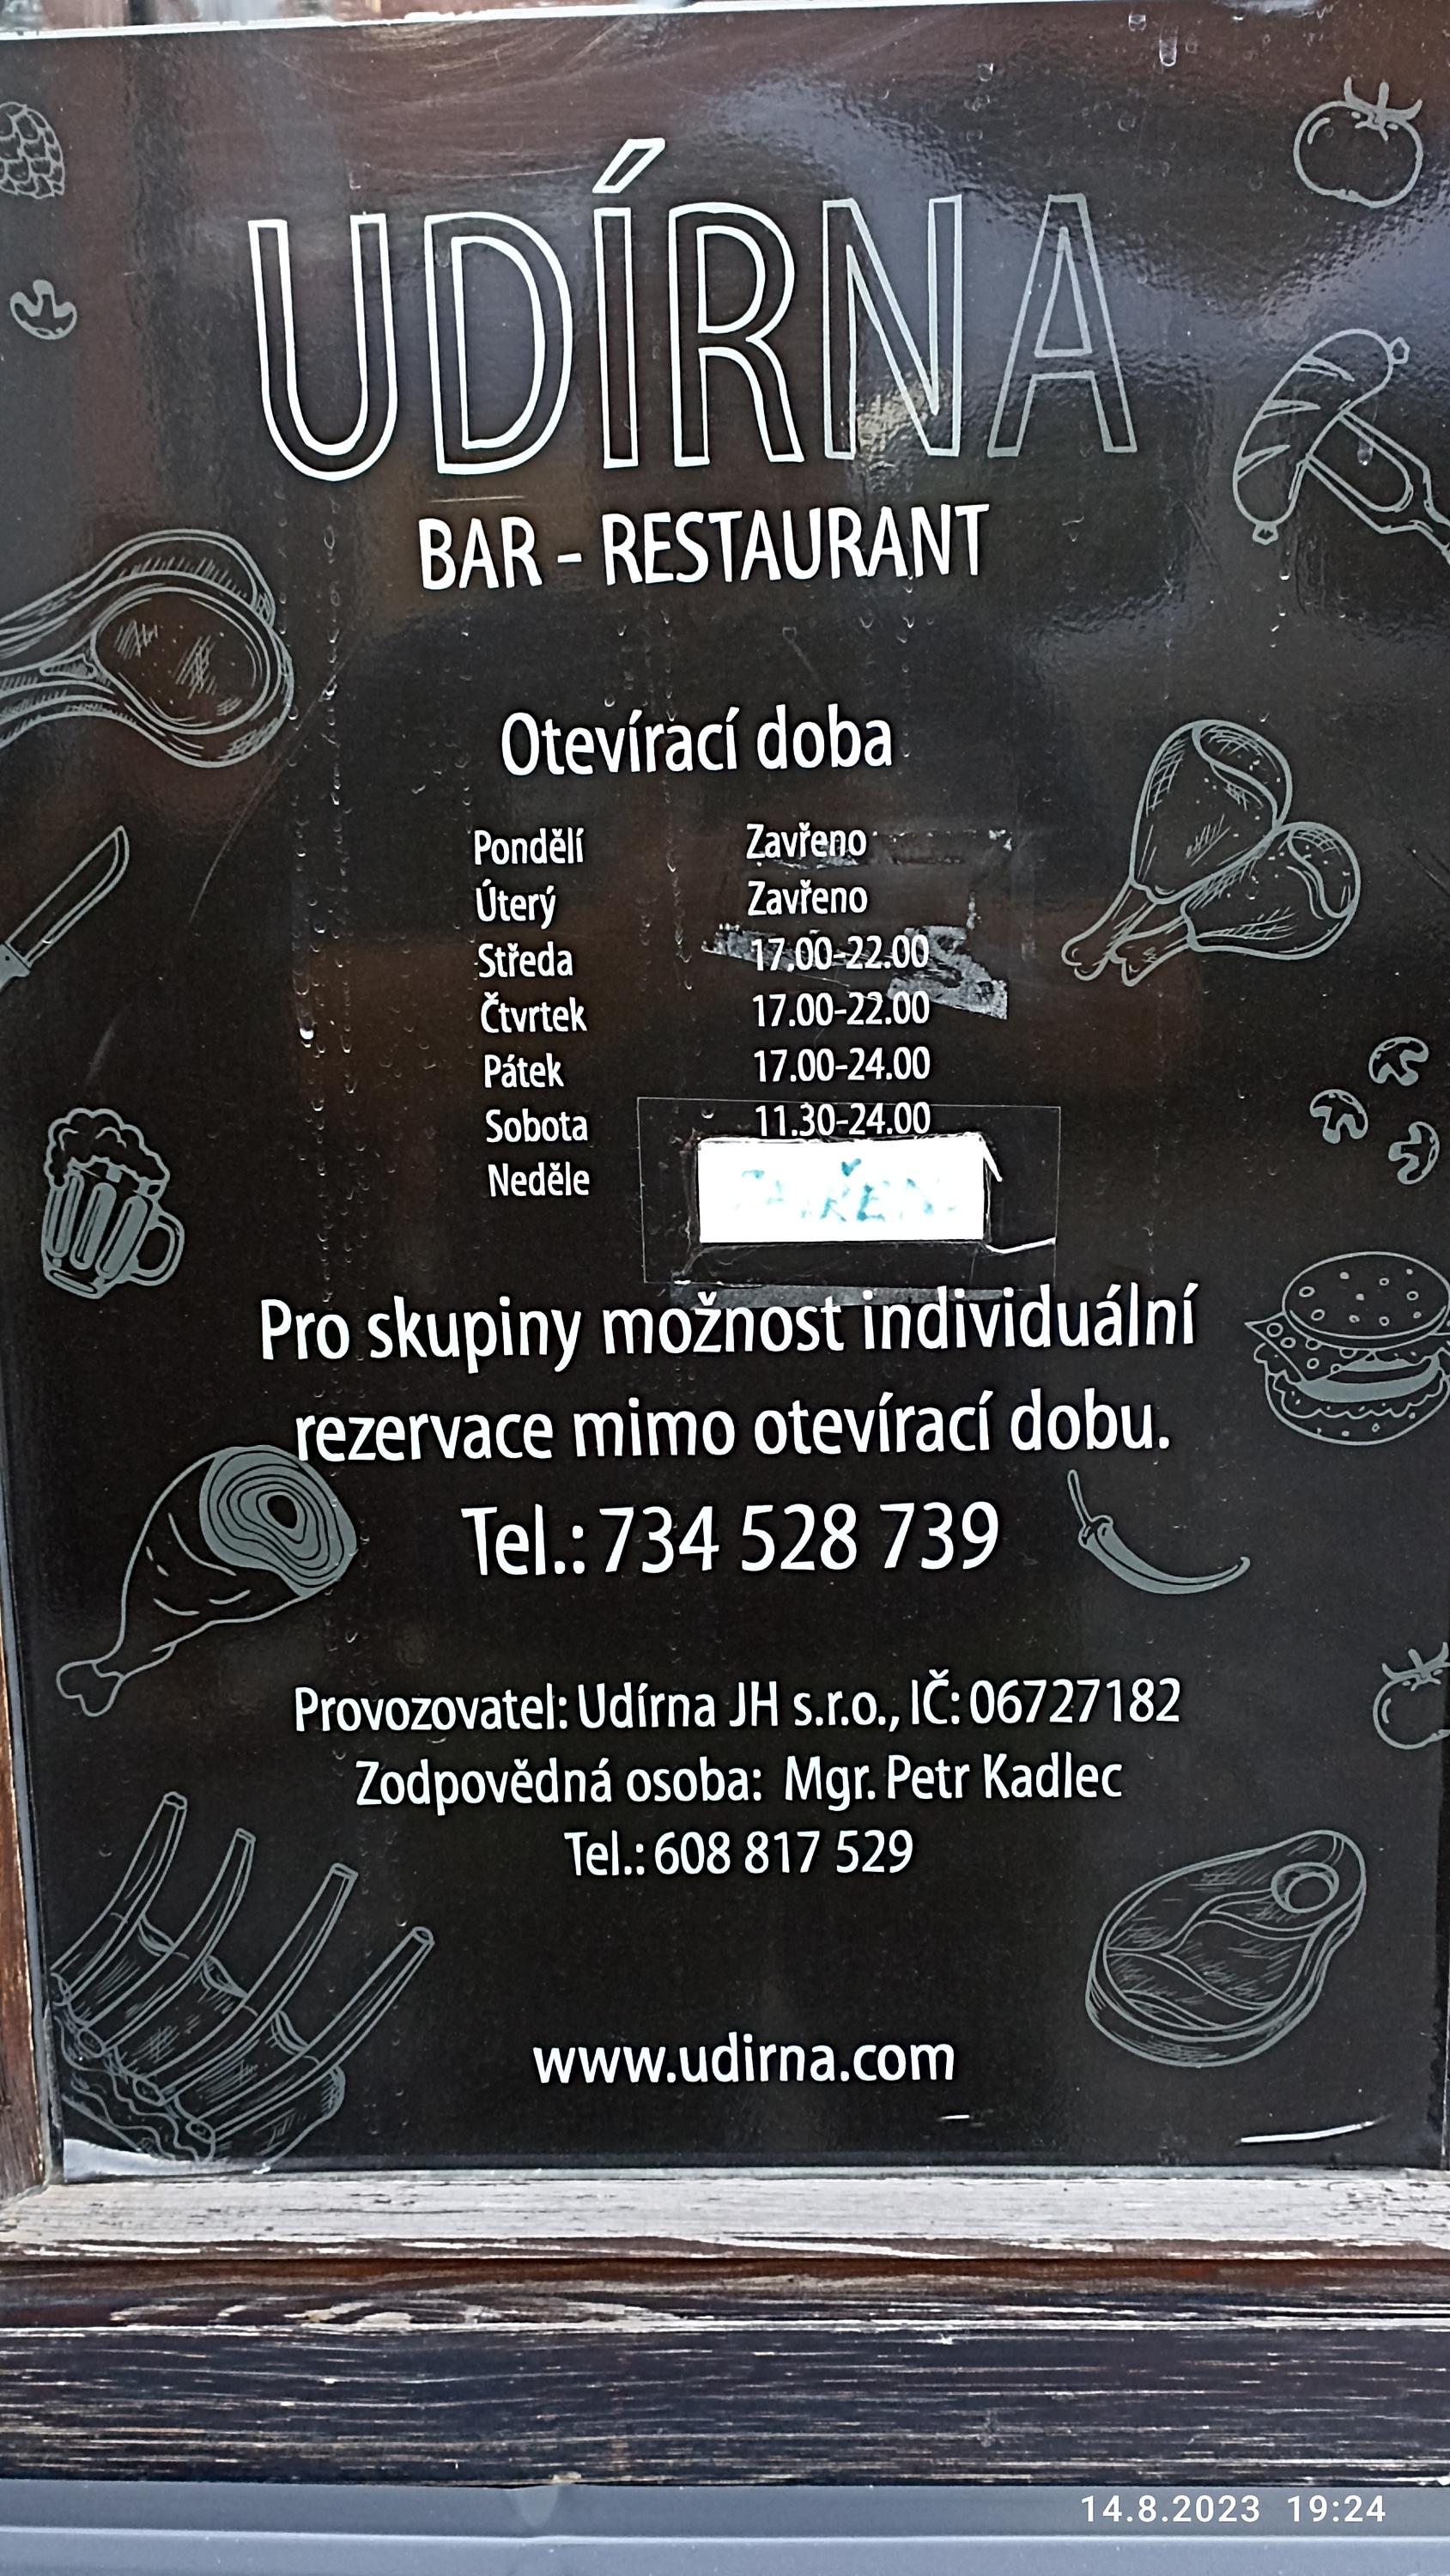 UDÍRNA
BAR - RESTAURANT
Otevírací doba
Pondělí Zavřeno
Úterý Zavřeno
Středa 17.00-22.00
Čtvrtek 17.00-22.00
Pátek 17.00-24.00
Sobota 11.30-24.00
Neděle
Pro skupiny možnost individuální
rezervace mimo otevírací dobu.
Tel.: 734 528 739
Provozovatel: Udírna JH s.r.o., IČ: 06727182
Zodpovědná osoba: Mgr. Petr Kadlec
Tel.: 608 817 529
www.udirna.com
14.8.2023 19:24